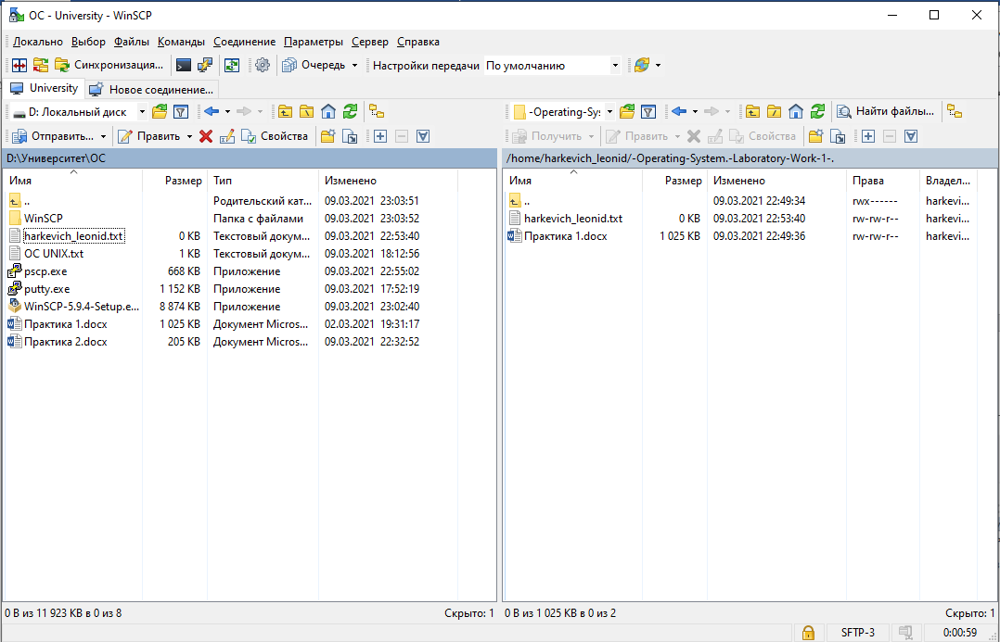 ОС - University - WinSCP
Локально Выбор Файлы Команды Соединение Параметры Сервер Справка
Синхронизация... Очередь Настройки передачи По умолчанию
University Новое соединение...
D: Локальный диск -Operating-Sy: Найти файлы...
Отправить... Править Свойства Получить Править Свойства
D:\Университет\ОС /home/harkevich_leonid/-Operating-System.-Laboratory-Work-1-.
Имя Размер Тип Изменено Имя Размер Изменено Права Владел...
.. Родительский кат... 09.03.2021 23:03:51 .. 09.03.2021 22:49:34 rwx------ harkevi...
WinSCP Папка с файлами 09.03.2021 23:03:52 harkevich_leonid.txt 0 KB 09.03.2021 22:53:40 rw-rw-r-- harkevi...
harkevich_leonid.txt 0 KB Текстовый докум... 09.03.2021 22:53:40 Практика 1.docx 1 025 KB 09.03.2021 22:49:36 rw-rw-r-- harkevi...
ОС UNIX.txt 1 KB Текстовый докум... 09.03.2021 18:12:56
pscp.exe 668 KB Приложение 09.03.2021 22:55:02
putty.exe 1 152 KB Приложение 09.03.2021 17:52:19
WinSCP-5.9.4-Setup.e... 8 874 KB Приложение 09.03.2021 23:02:40
Практика 1.docx 1 025 KB Документ Micros... 02.03.2021 19:31:17
Практика 2.docx 205 KB Документ Micros... 09.03.2021 22:32:52
0 B из 11 923 KB в 0 из 8 Скрыто: 1 0 B из 1 025 KB в 0 из 2 Скрыто: 1
SFTP-3 0:00:59